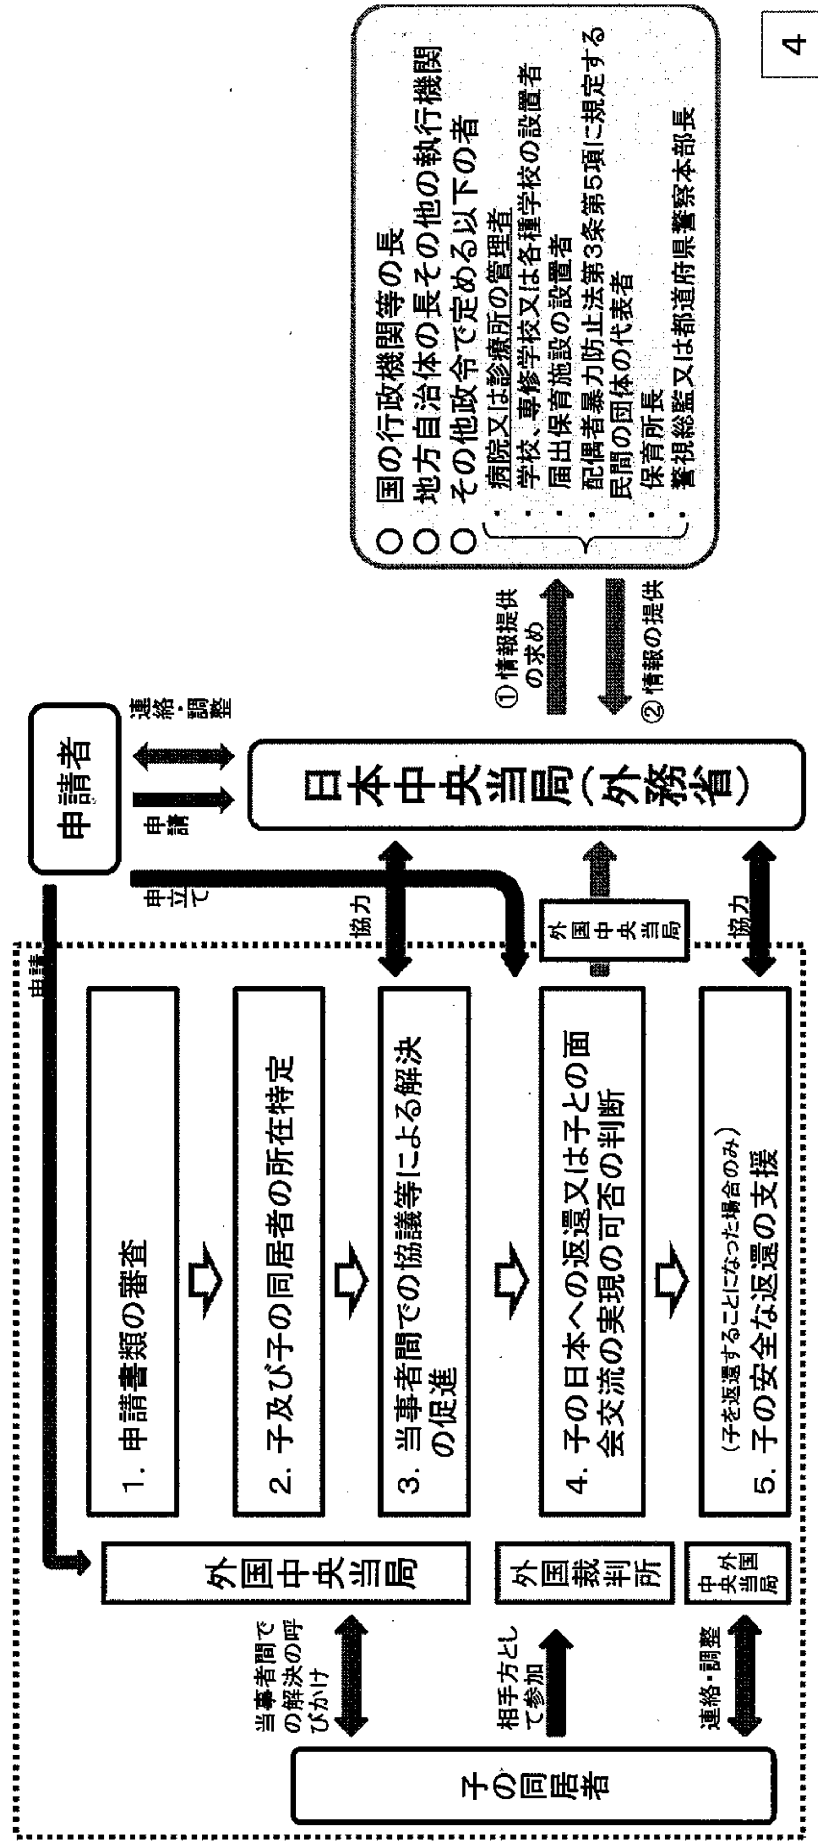 申請者
申請
申立て
申請
連絡・調整
1. 申請書類の審査
2. 子及び子の同居者の所在特定
3. 当事者間での協議等による解決
の促進
4. 子の日本への返還又は子との面
会交流の実現の可否の判断
(子を返還することになった場合のみ)
5. 子の安全な返還の支援
外国中央当局
外国裁判所
外国
中央当局
当事者間で
の解決の呼
びかけ
相手方とし
て参加
連絡・調整
子の同居者
協力
外国中央当局
協力
日本中央当局(外務省)
①情報提供
の求め
②情報の提供
○ 国の行政機関等の長
○ 地方自治体の長その他の執行機関
○ その他政令で定める以下の者
・ 病院又は診療所の管理者
・ 学校、専修学校又は各種学校の設置者
・ 届出保育施設の設置者
・ 配偶者暴力防止法第3条第5項に規定する
民間の団体の代表者
・ 保育所長
・ 警視総監又は都道府県警察本部長
4